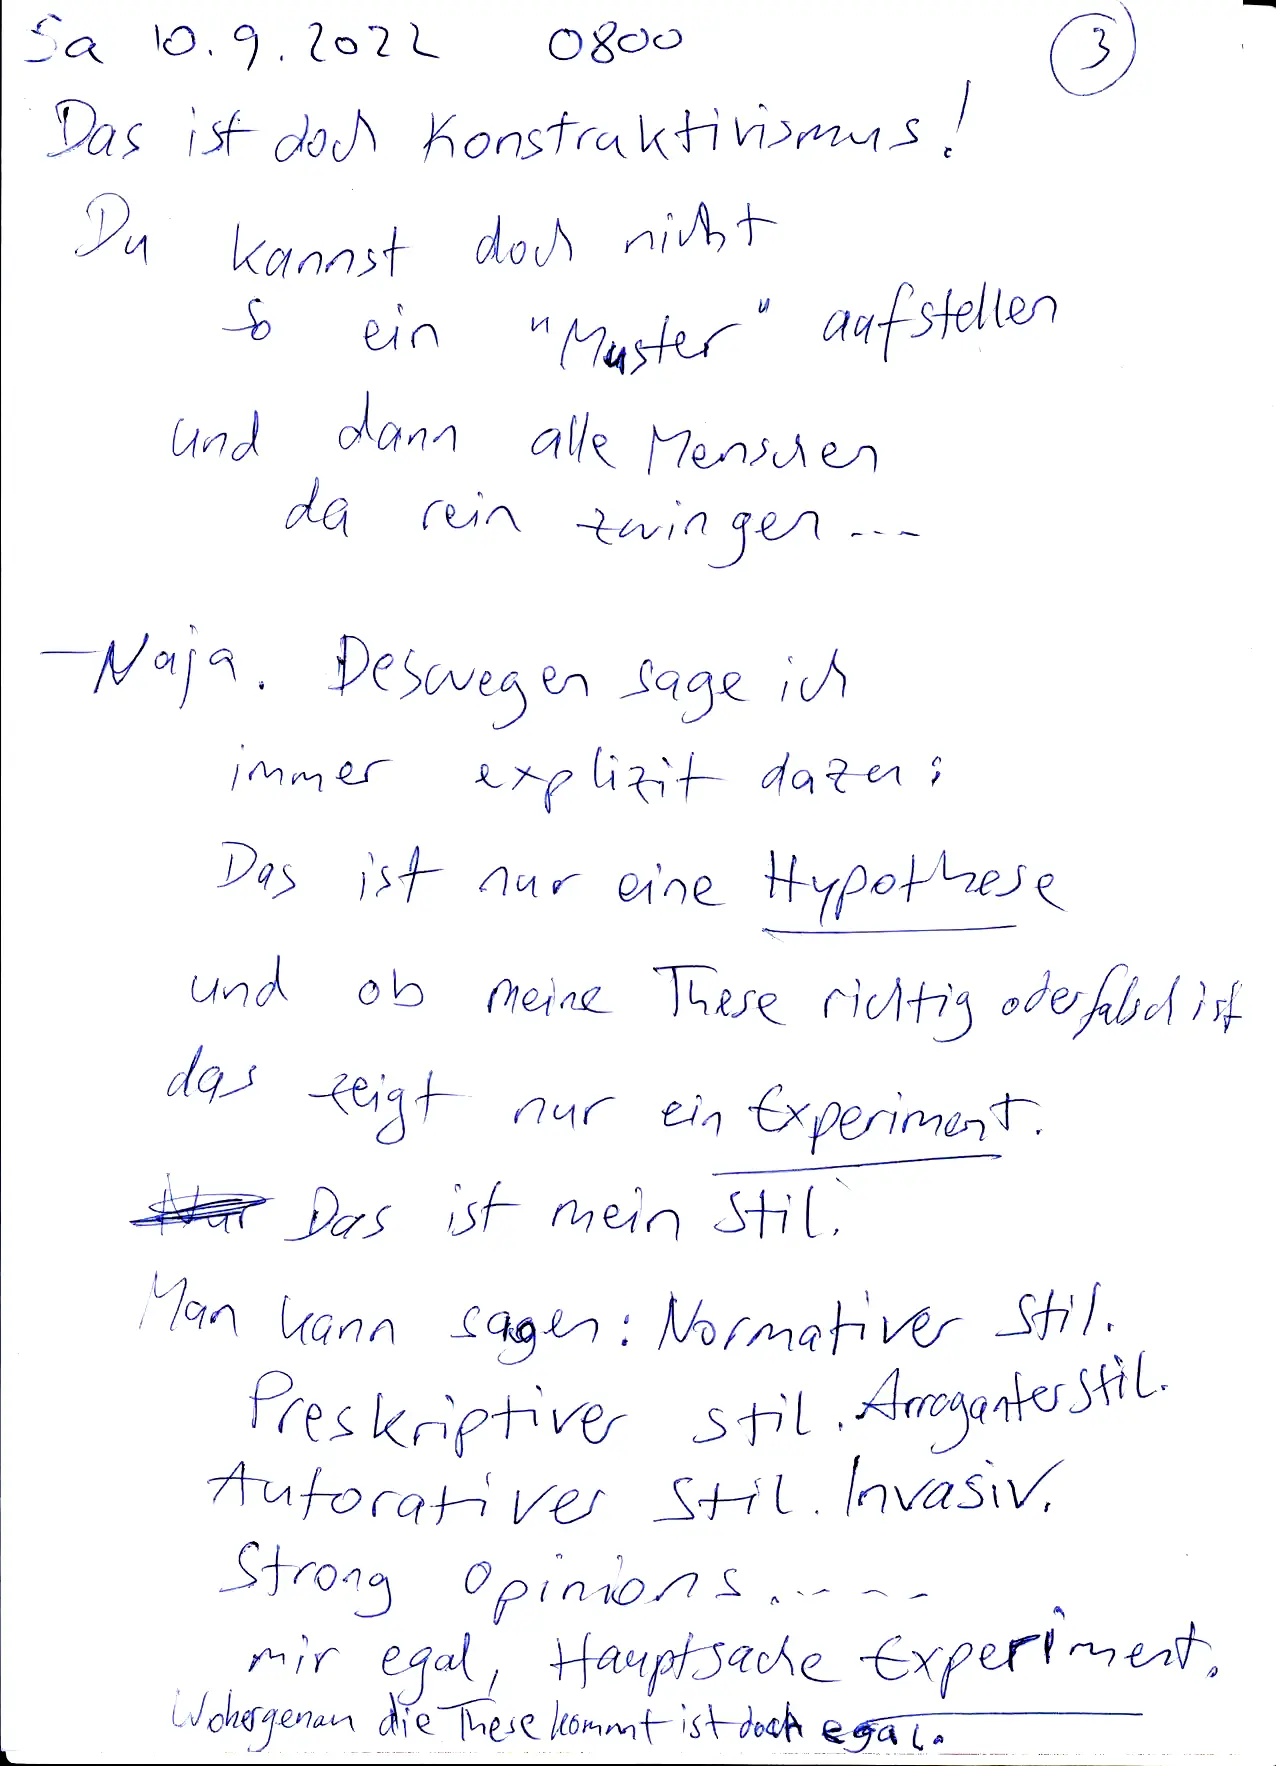 Sa 10.9.2022 0800 3
Das ist doch Konstruktivismus!
Du kannst doch nicht
so ein "Muster" aufstellen
und dann alle Menschen
da rein zwingen...
- Naja. Deswegen sage ich
immer explizit dazu:
Das ist nur eine Hypothese
und ob meine These richtig oder falsch ist
das zeigt nur ein Experiment.
Nur Das ist mein Stil.
Man kann sagen: Normativer Stil.
Preskriptiver Stil. Arroganter Stil.
Autorativer Stil. Invasiv.
Strong Opinions.....
mir egal, Hauptsache Experiment.
Woher genau die These kommt ist doch egal.